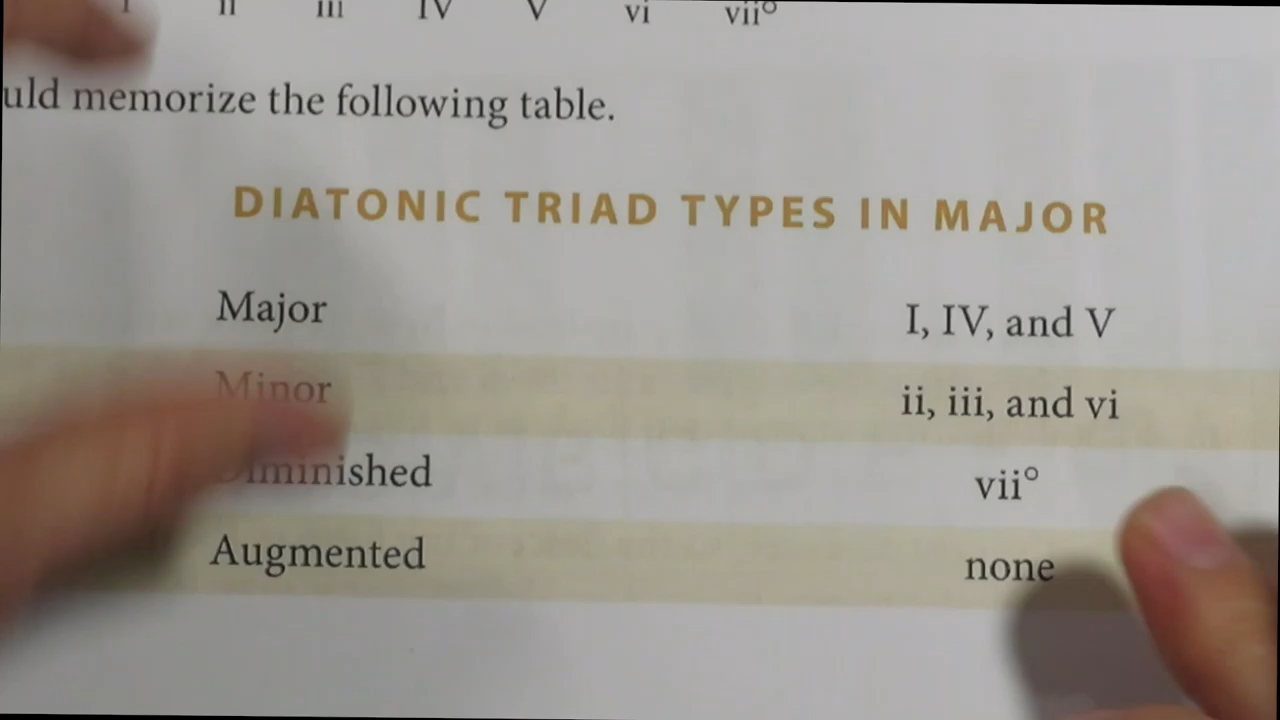 ii iii IV V vi vii°
uld memorize the following table.
DIATONIC TRIAD TYPES IN MAJOR
Major I, IV, and V
Minor ii, iii, and vi
Diminished vii°
Augmented none